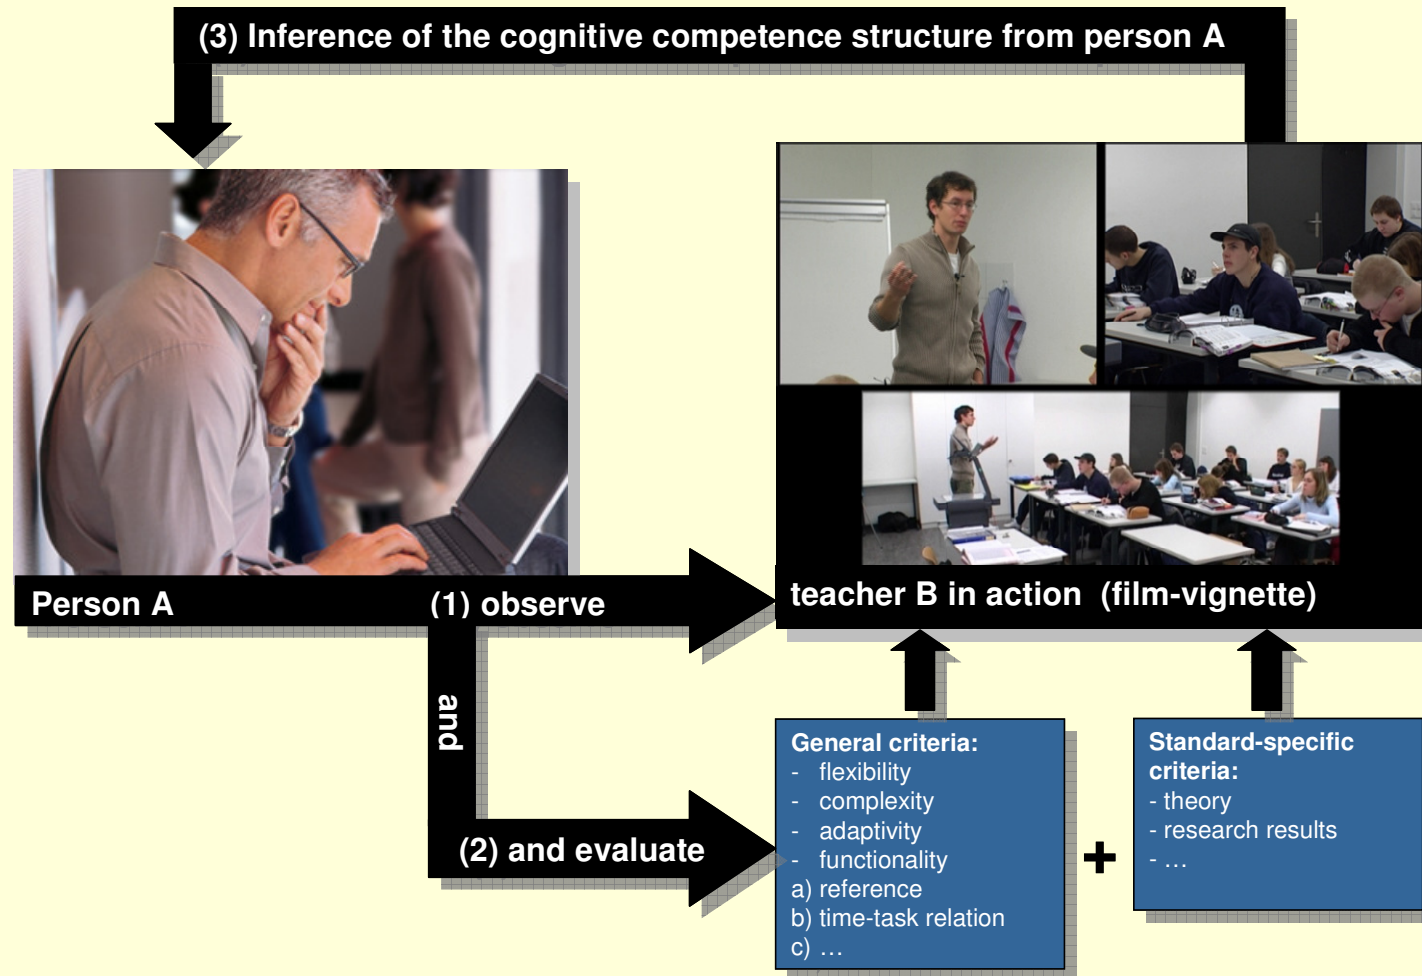 (3) Inference of the cognitive competence structure from person A
Person A
(1) observe
teacher B in action (film-vignette)
and
(2) and evaluate
General criteria:
- flexibility
- complexity
- adaptivity
- functionality
a) reference
b) time-task relation
c) …
+
Standard-specific
criteria:
- theory
- research results
- …